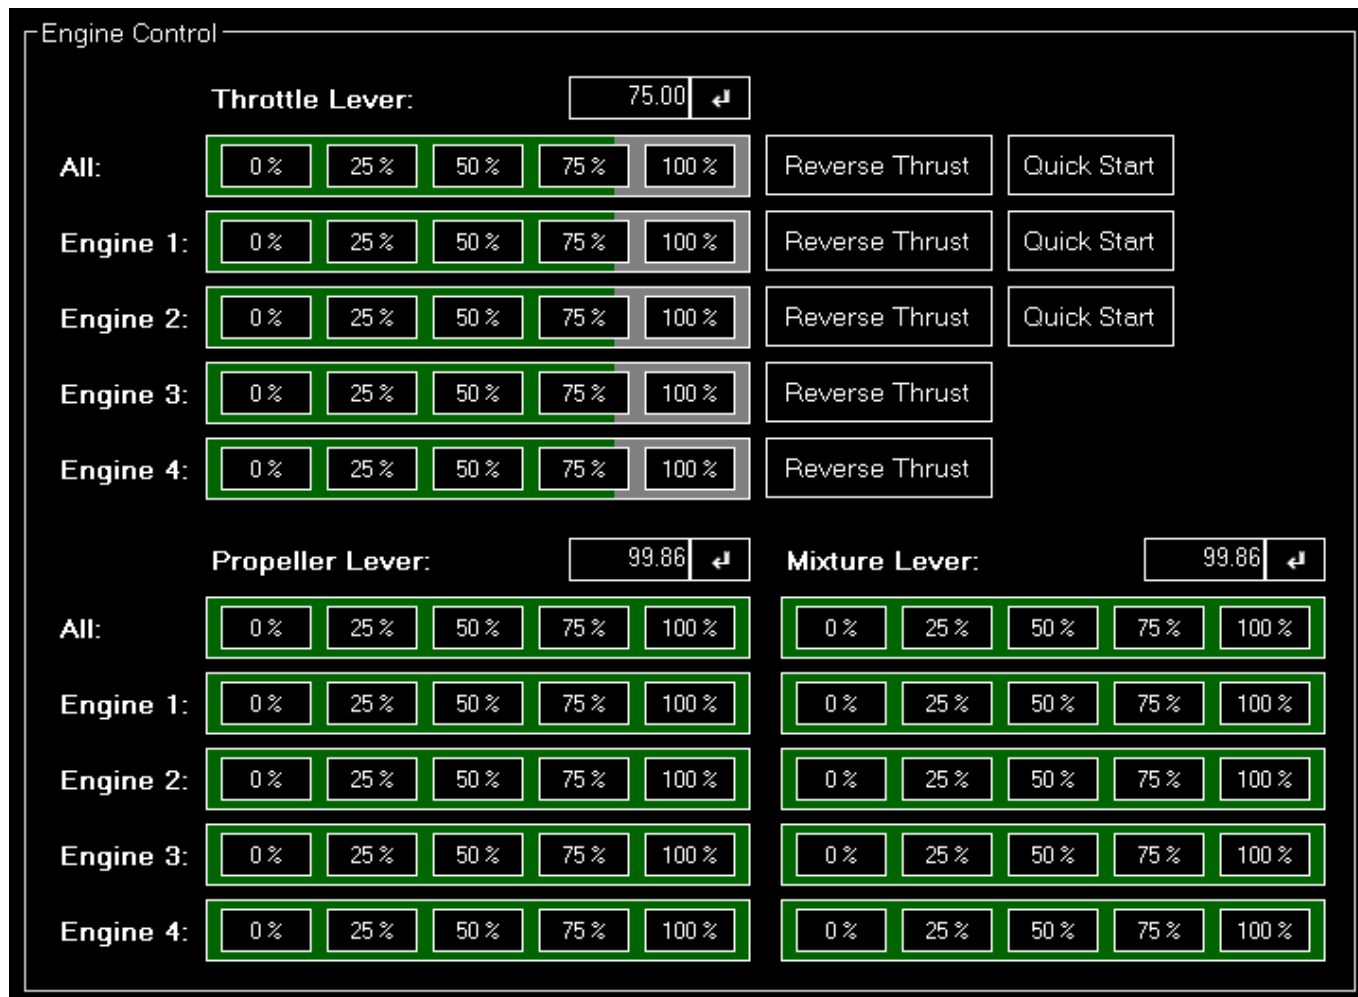 Engine Control
Throttle Lever: 75.00 ↵
All: 0 % 25 % 50 % 75 % 100 % Reverse Thrust Quick Start
Engine 1: 0 % 25 % 50 % 75 % 100 % Reverse Thrust Quick Start
Engine 2: 0 % 25 % 50 % 75 % 100 % Reverse Thrust Quick Start
Engine 3: 0 % 25 % 50 % 75 % 100 % Reverse Thrust
Engine 4: 0 % 25 % 50 % 75 % 100 % Reverse Thrust
Propeller Lever: 99.86 ↵ Mixture Lever: 99.86 ↵
All: 0 % 25 % 50 % 75 % 100 % 0 % 25 % 50 % 75 % 100 %
Engine 1: 0 % 25 % 50 % 75 % 100 % 0 % 25 % 50 % 75 % 100 %
Engine 2: 0 % 25 % 50 % 75 % 100 % 0 % 25 % 50 % 75 % 100 %
Engine 3: 0 % 25 % 50 % 75 % 100 % 0 % 25 % 50 % 75 % 100 %
Engine 4: 0 % 25 % 50 % 75 % 100 % 0 % 25 % 50 % 75 % 100 %